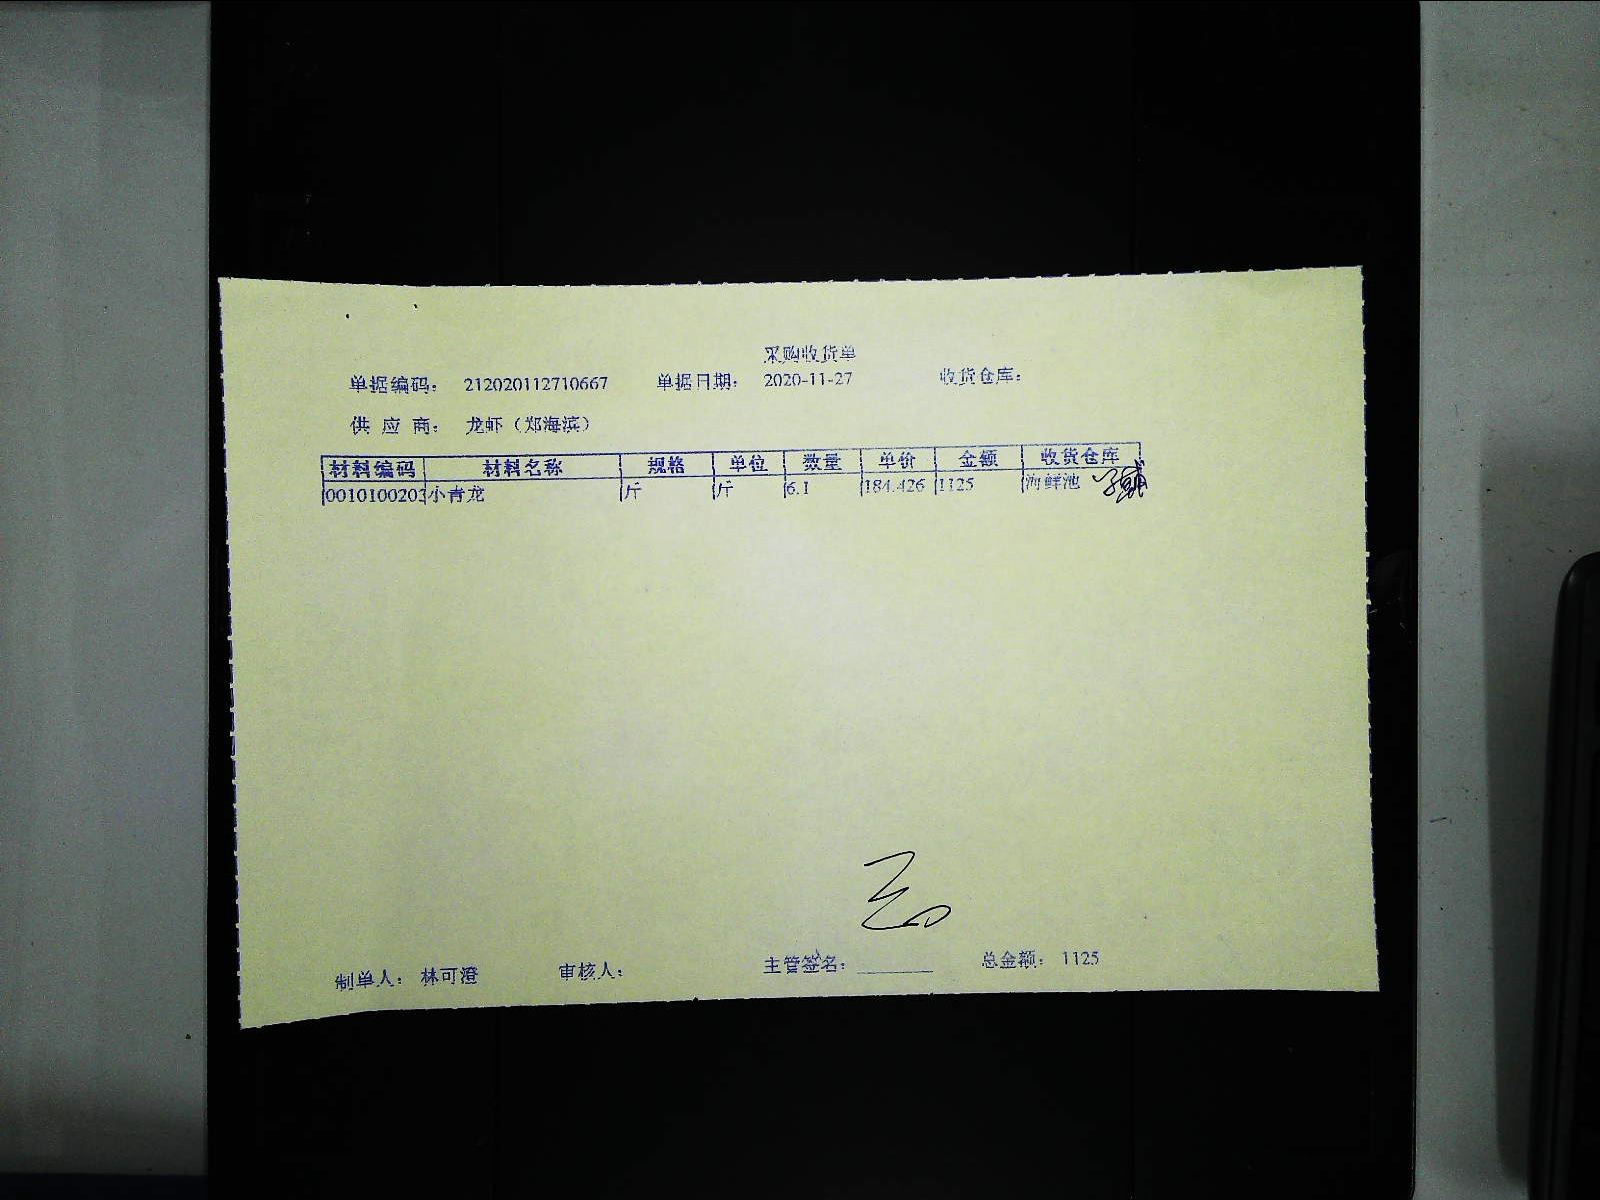 采购收货单
单据编码： 212020112710667 单据日期： 2020-11-27 收货仓库：
供 应 商： 龙虾（郑海滨）
材料编码 材料名称 规格 单位 数量 单价 金额 收货仓库
0010100203 小青龙 斤 斤 6.1 184.426 1125 海鲜池
制单人： 林可澄 审核人： 主管签名： 总金额： 1125